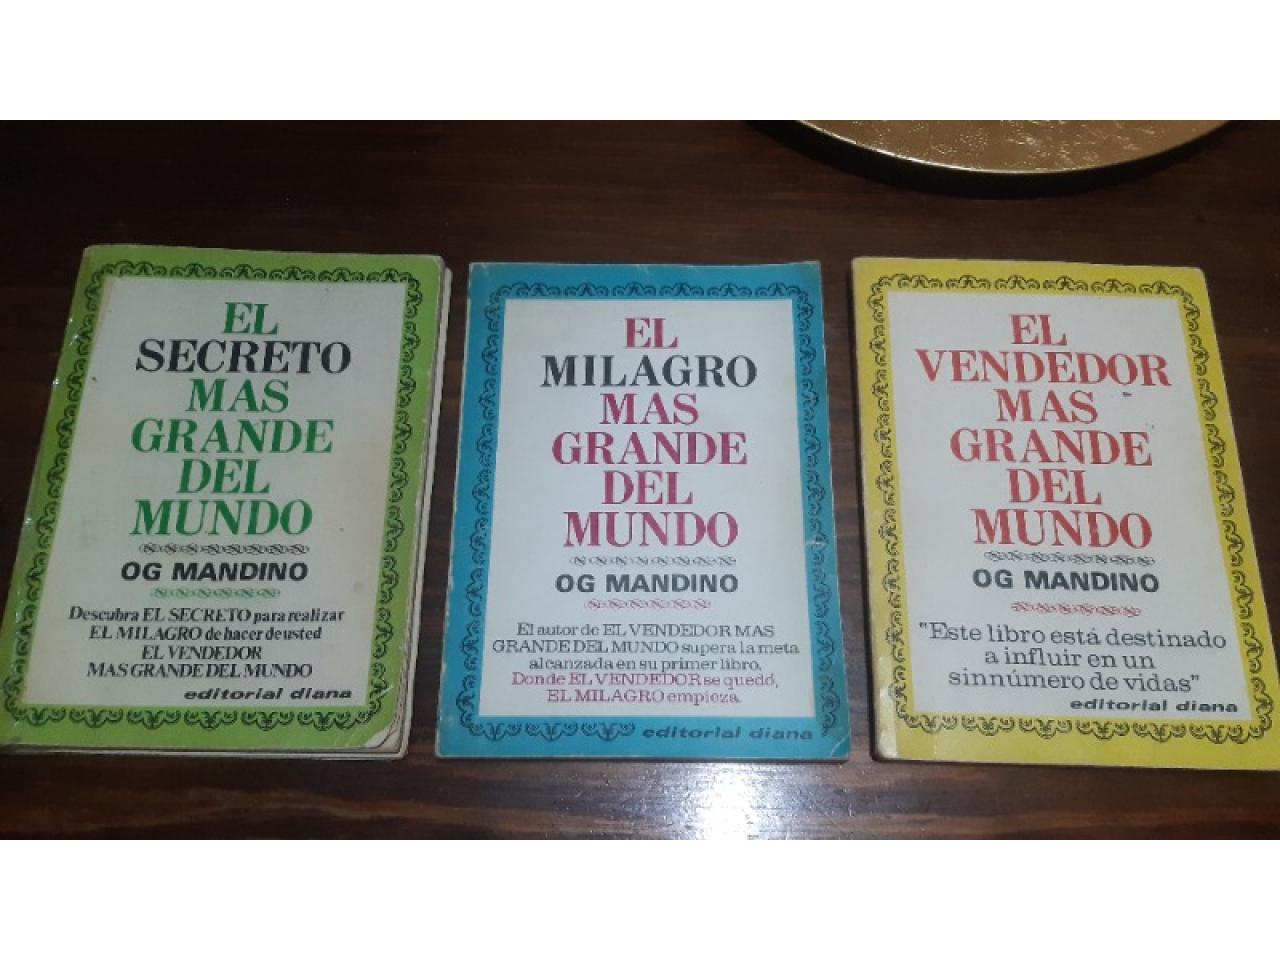 EL
SECRETO
MAS
GRANDE
DEL
MUNDO
OG MANDINO
Descubra EL SECRETO para realizar
EL MILAGRO de hacer de usted
EL VENDEDOR
MAS GRANDE DEL MUNDO
editorial diana
EL
MILAGRO
MAS
GRANDE
DEL
MUNDO
OG MANDINO
El autor de EL VENDEDOR MAS
GRANDE DEL MUNDO supera la meta
alcanzada en su primer libro.
Donde EL VENDEDOR se quedó,
EL MILAGRO empieza.
editorial diana
EL
VENDEDOR
MAS
GRANDE
DEL
MUNDO
OG MANDINO
"Este libro está destinado
a influir en un
sinnúmero de vidas"
editorial diana